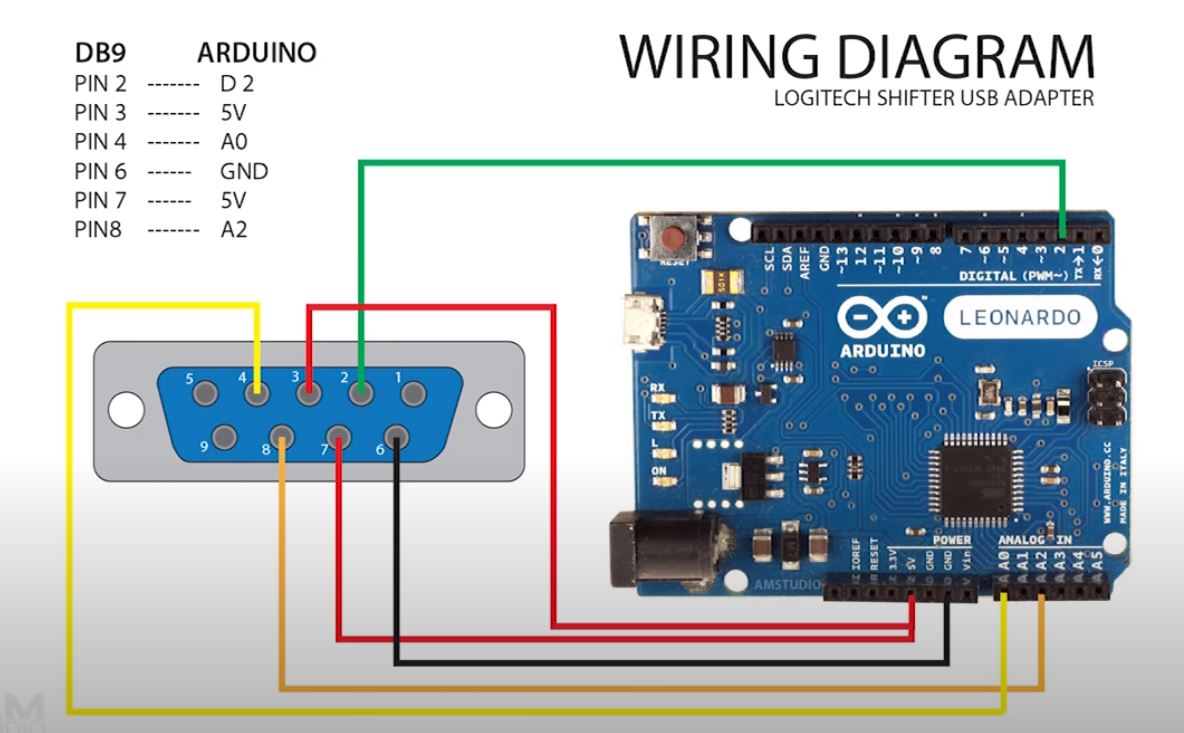 WIRING DIAGRAM
LOGITECH SHIFTER USB ADAPTER
DB9 ARDUINO
PIN 2 ------- D 2
PIN 3 ------- 5V
PIN 4 ------- A0
PIN 6 ------ GND
PIN 7 ------ 5V
PIN8 ------- A2
5 4 3 2 1
9 8 7 6
RESET
SCL SDA AREF GND ~13 12 ~11 ~10 ~9 8 7 ~6 ~5 4 ~3 2 TX→1 RX←0
DIGITAL (PWM~)
ARDUINO ™
LEONARDO
ICSP
RX
TX
L
ON
501K
WWW.ARDUINO.CC
MADE IN ITALY
POWER
ANALOG IN
IOREF RESET 3.3V 5V GND GND Vin A0 A1 A2 A3 A4 A5
AMSTUDIO
AM